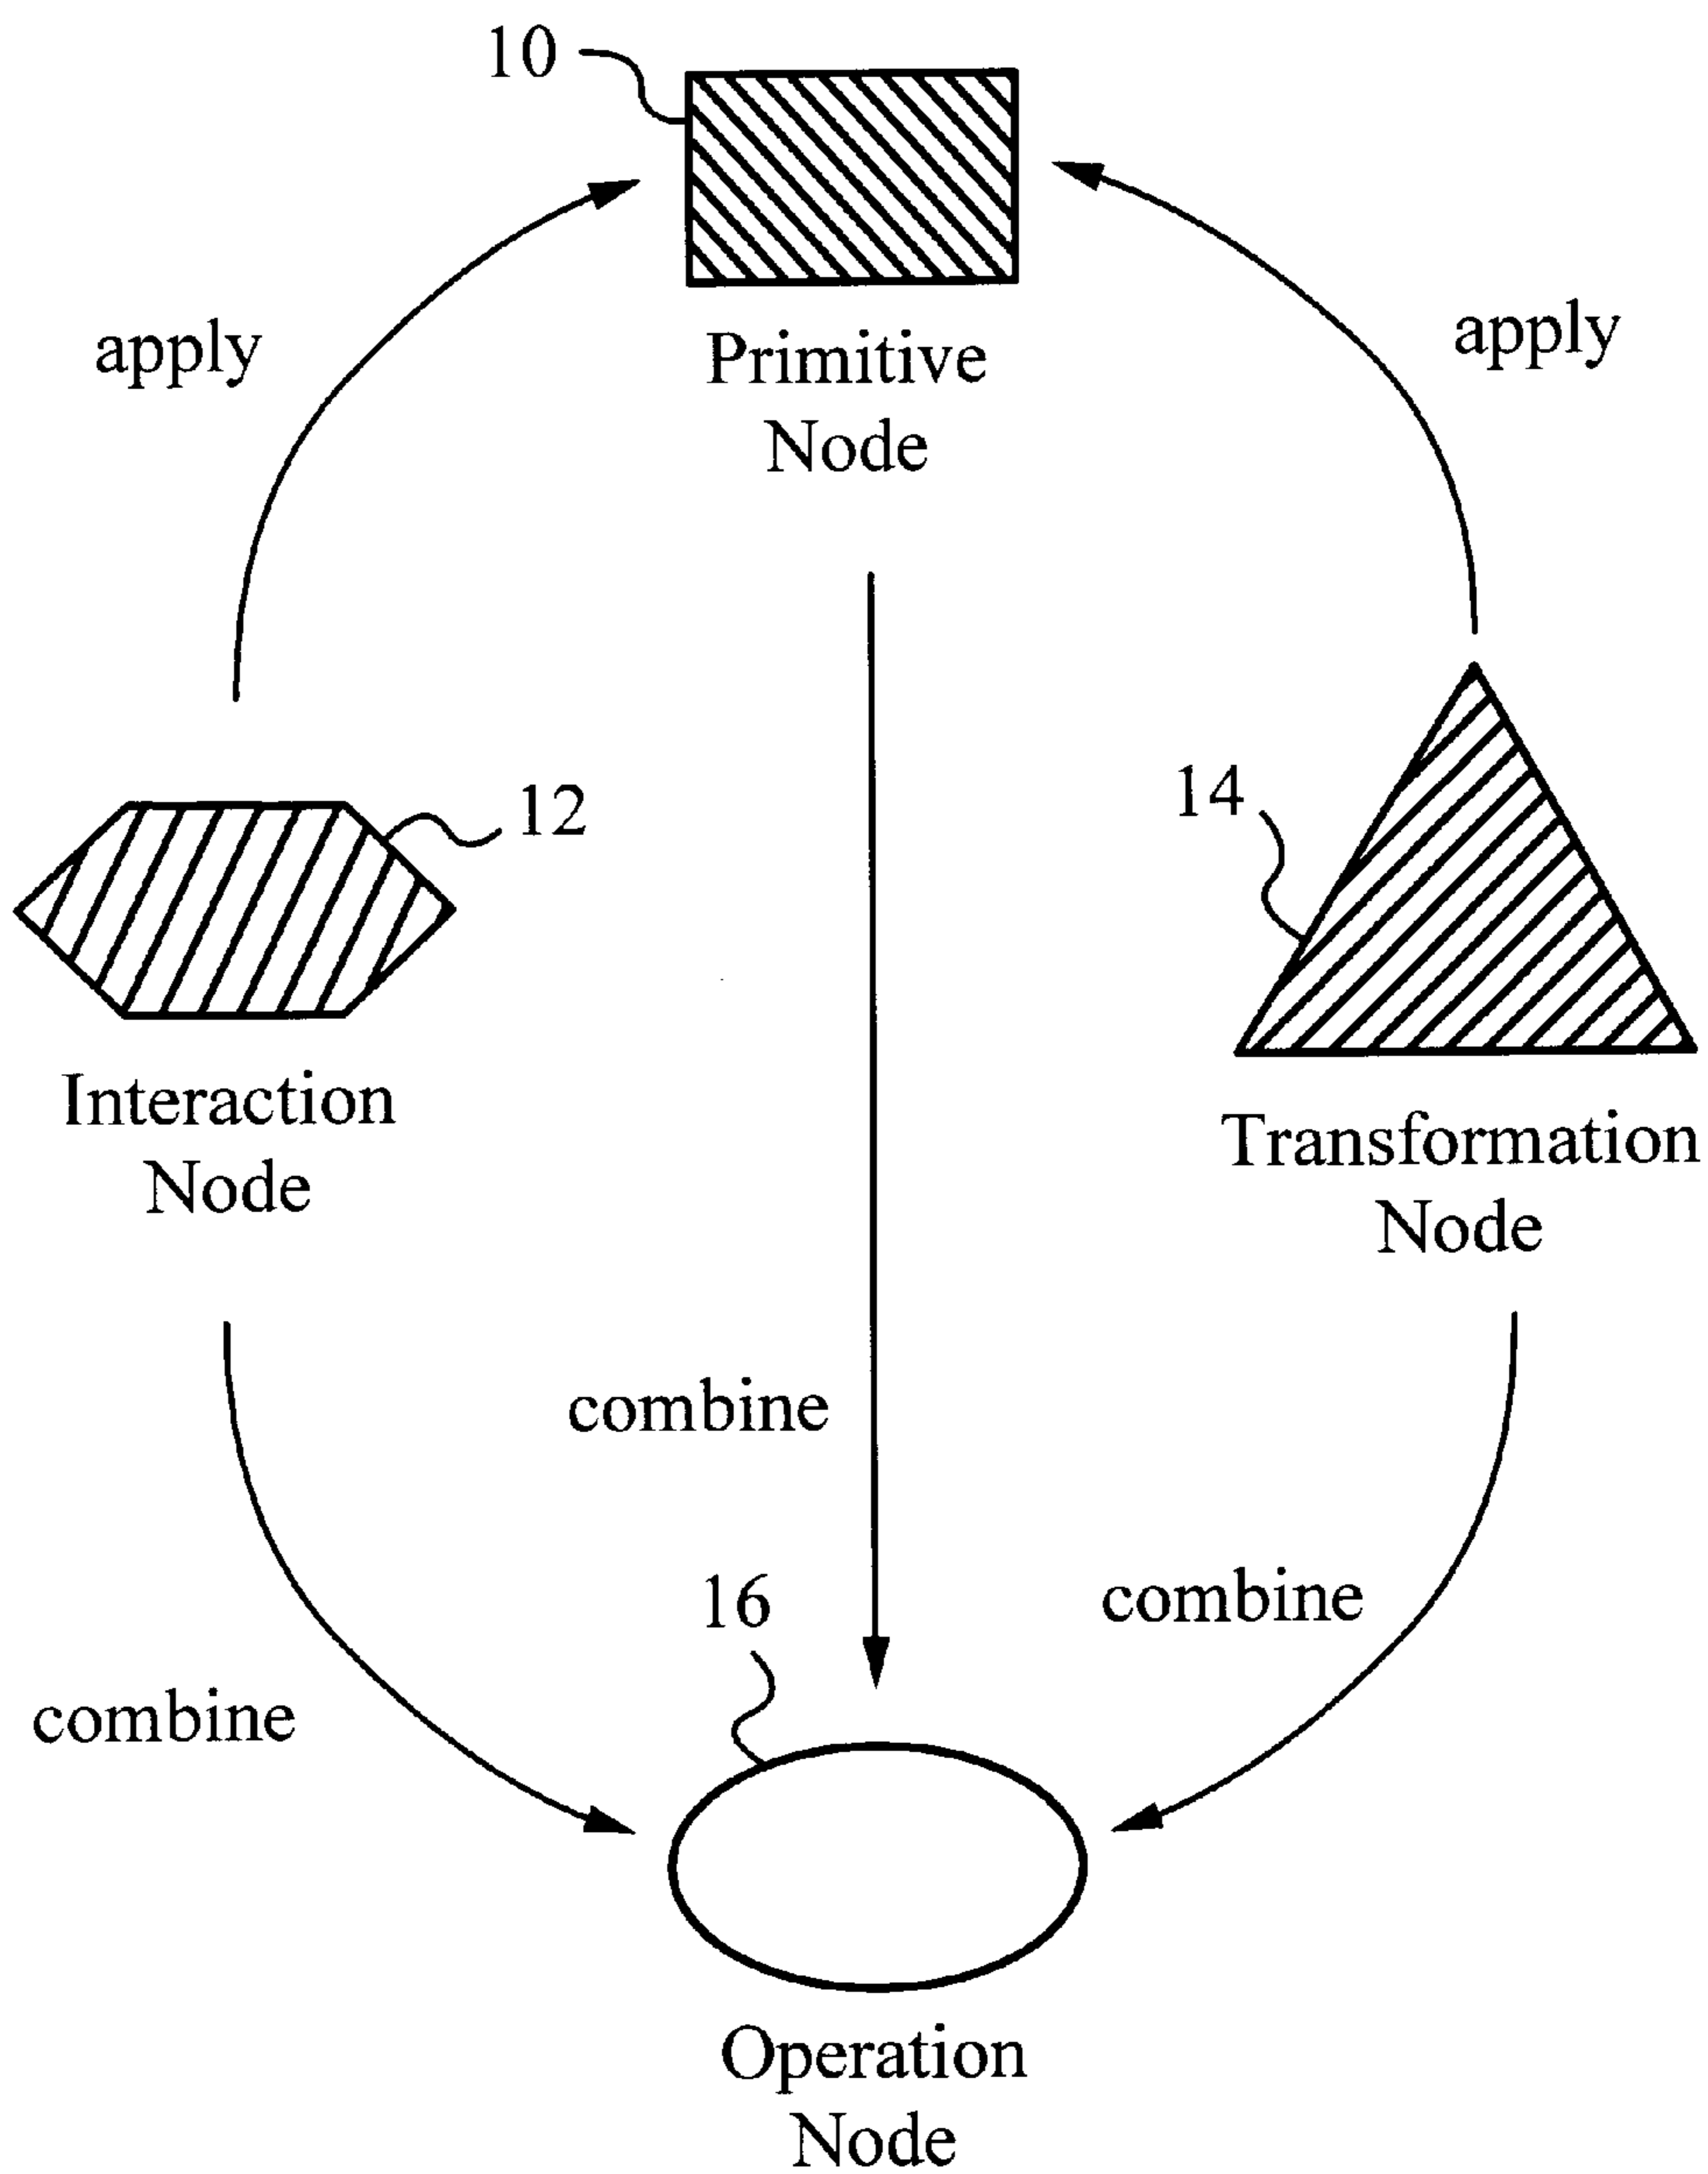 10
apply
apply
Primitive
Node
12
14
Interaction
Node
Transformation
Node
combine
16
combine
combine
Operation
Node